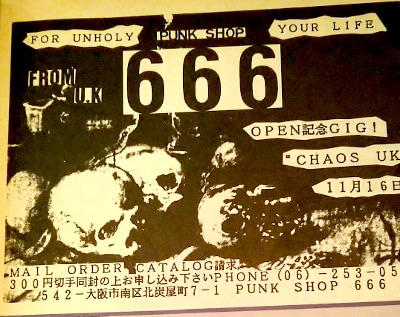 FOR UNHOLY PUNK SHOP YOUR LIFE
FROM U.K
666
OPEN記念GIG!
"CHAOS UK
11月16日
MAIL ORDER CATALOG請求
300円切手同封の上お申し込み下さいPHONE (06)-253-05
542-大阪市南区北炭屋町7-1 PUNK SHOP 666